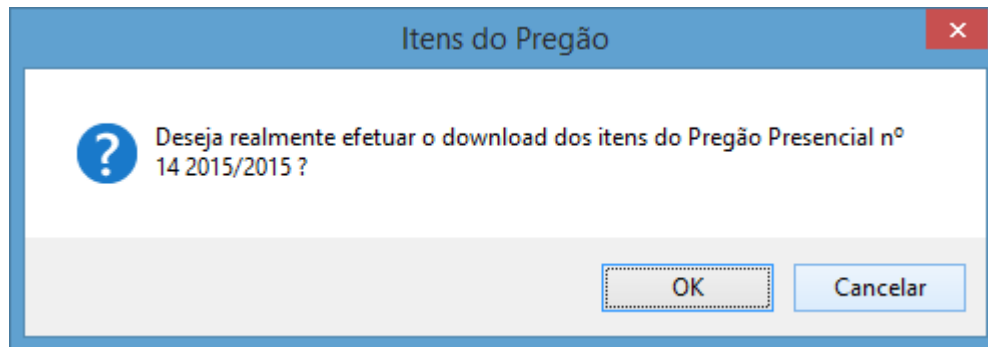 Itens do Pregão
Deseja realmente efetuar o download dos itens do Pregão Presencial nº
14 2015/2015 ?
OK
Cancelar